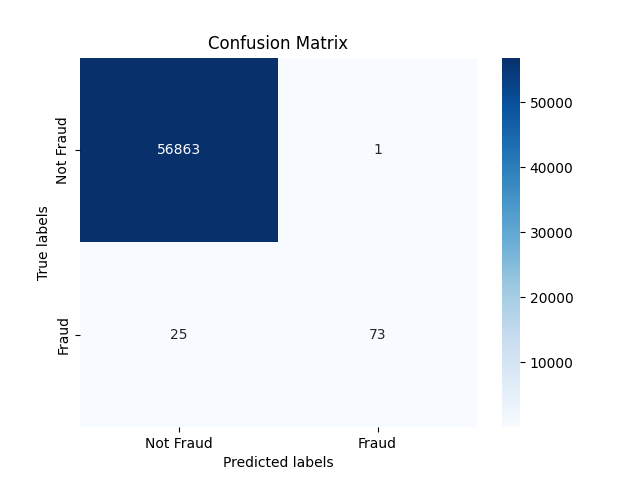 Confusion Matrix
50000
Not Fraud
56863
1
40000
True labels
30000
20000
Fraud
25
73
10000
Not Fraud
Fraud
Predicted labels